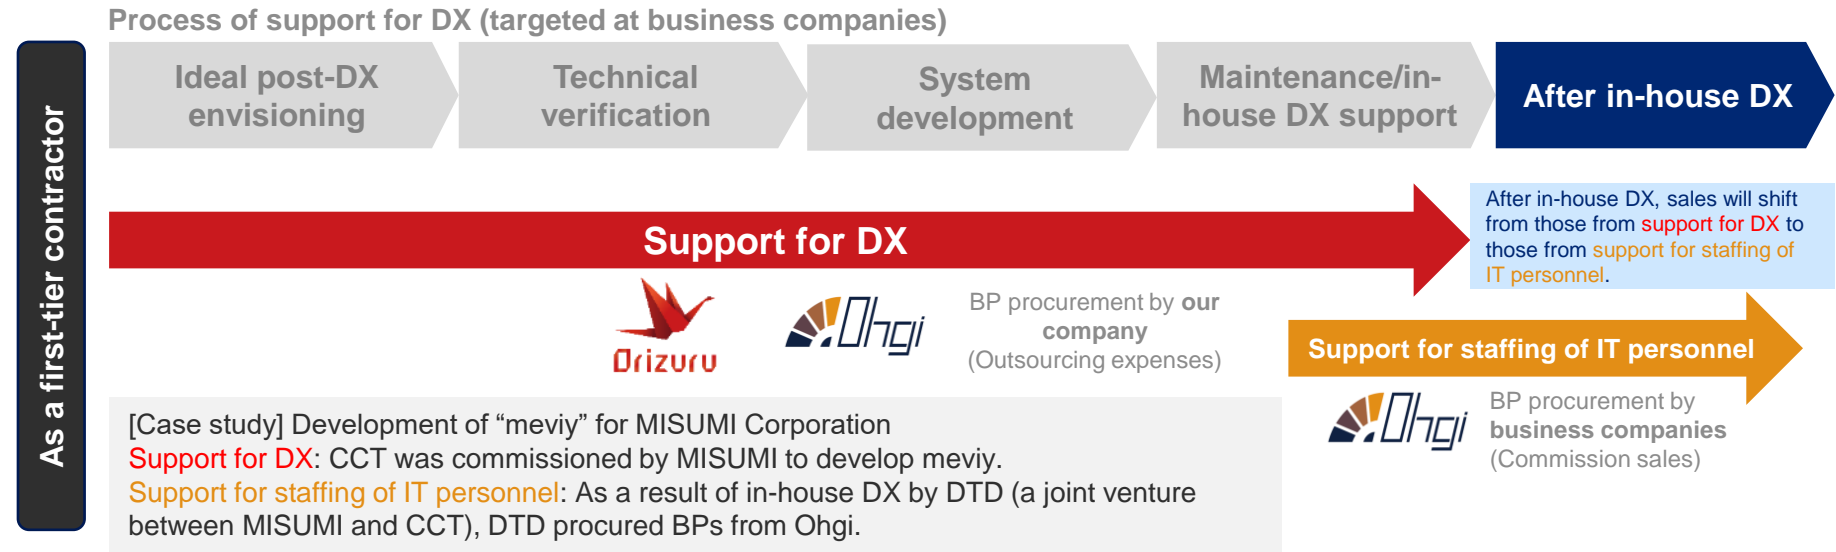 Process of support for DX (targeted at business companies)
As a first-tier contractor
Ideal post-DX
envisioning
Technical
verification
System
development
Maintenance/in-
house DX support
After in-house DX
Support for DX
After in-house DX, sales will shift
from those from support for DX to
those from support for staffing of
IT personnel.
Orizuru
Ohgi
BP procurement by our
company
(Outsourcing expenses)
Support for staffing of IT personnel
Ohgi
BP procurement by
business companies
(Commission sales)
[Case study] Development of “meviy” for MISUMI Corporation
Support for DX: CCT was commissioned by MISUMI to develop meviy.
Support for staffing of IT personnel: As a result of in-house DX by DTD (a joint venture
between MISUMI and CCT), DTD procured BPs from Ohgi.